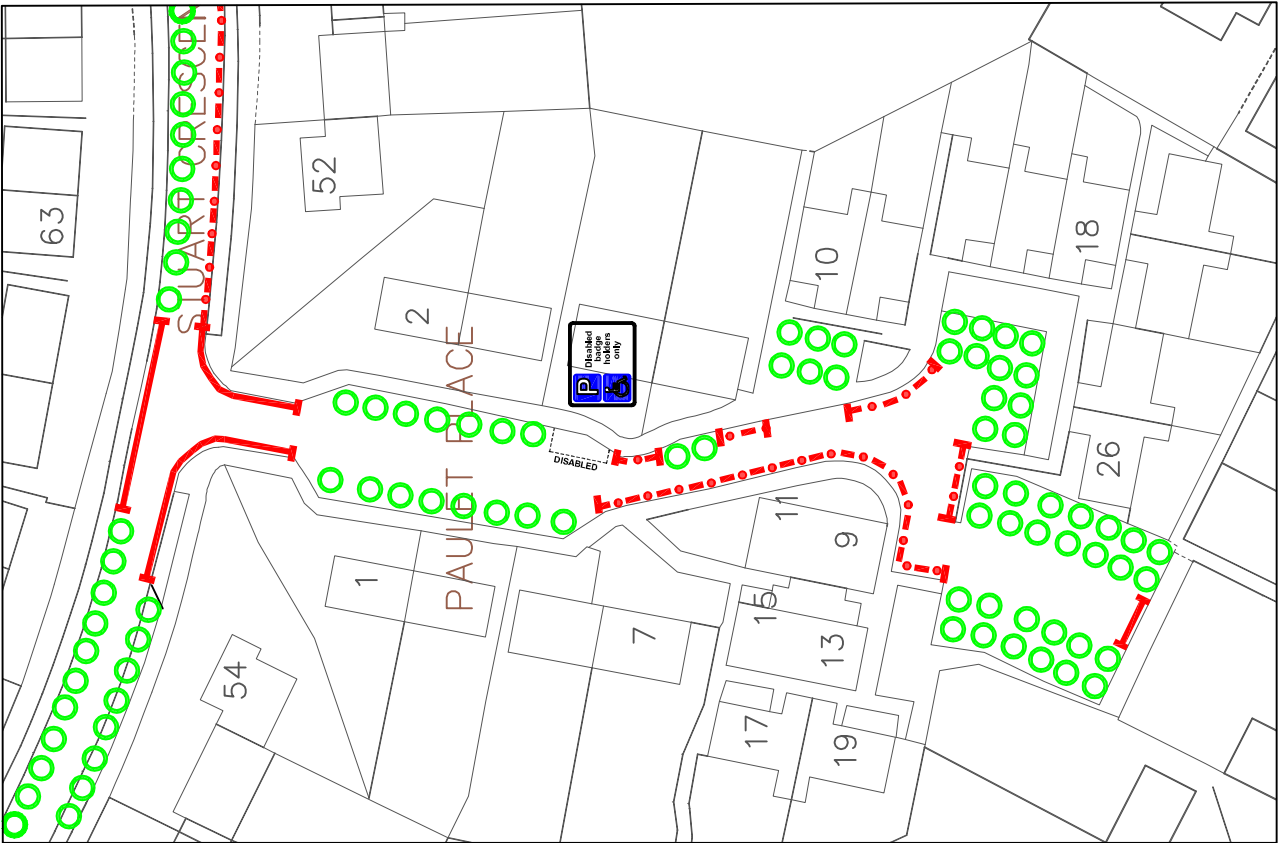 STUART CRESCEN
63
52
2
10
18
Disabled
badge
holders
only
P
PAULET PLACE
DISABLED
26
11
9
1
15
7
13
54
17
19